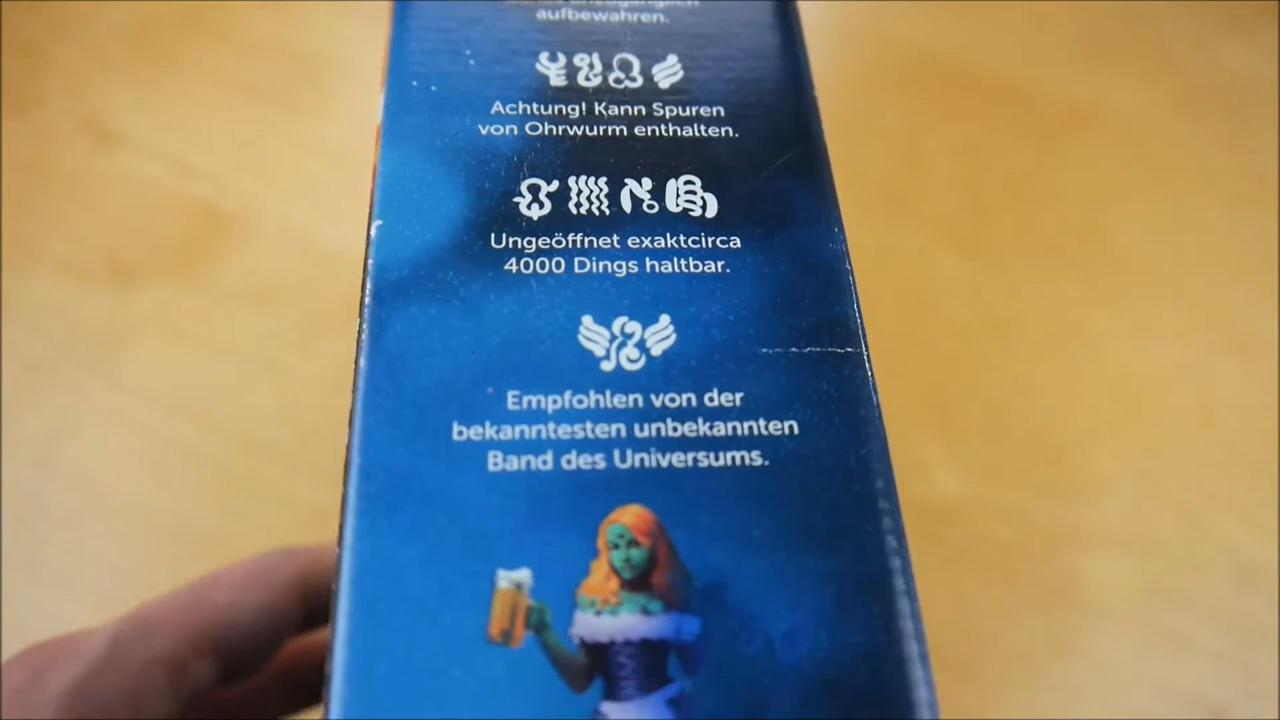 aufbewahren.
Achtung! Kann Spuren
von Ohrwurm enthalten.
Ungeöffnet exaktcirca
4000 Dings haltbar.
Empfohlen von der
bekanntesten unbekannten
Band des Universums.